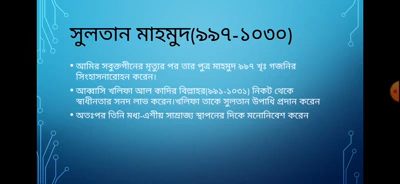 সুলতান মাহমুদ(৯৯৭-১০৩০)
আমির সবুক্তগীনের মৃত্যুর পর তার পুত্র মাহমুদ ৯৯৭ খৃঃ গজনির
সিংহাসনারোহন করেন।
আব্বাসি খলিফা আল কাদির বিল্লাহর(৯৯১-১০৩১) নিকট থেকে
স্বাধীনতার সনদ লাভ করেন।খলিফা তাকে সুলতান উপাধি প্রদান করেন
অতঃপর তিনি মধ্য-এশীয় সাম্রাজ্য স্থাপনের দিকে মনোনিবেশ করেন